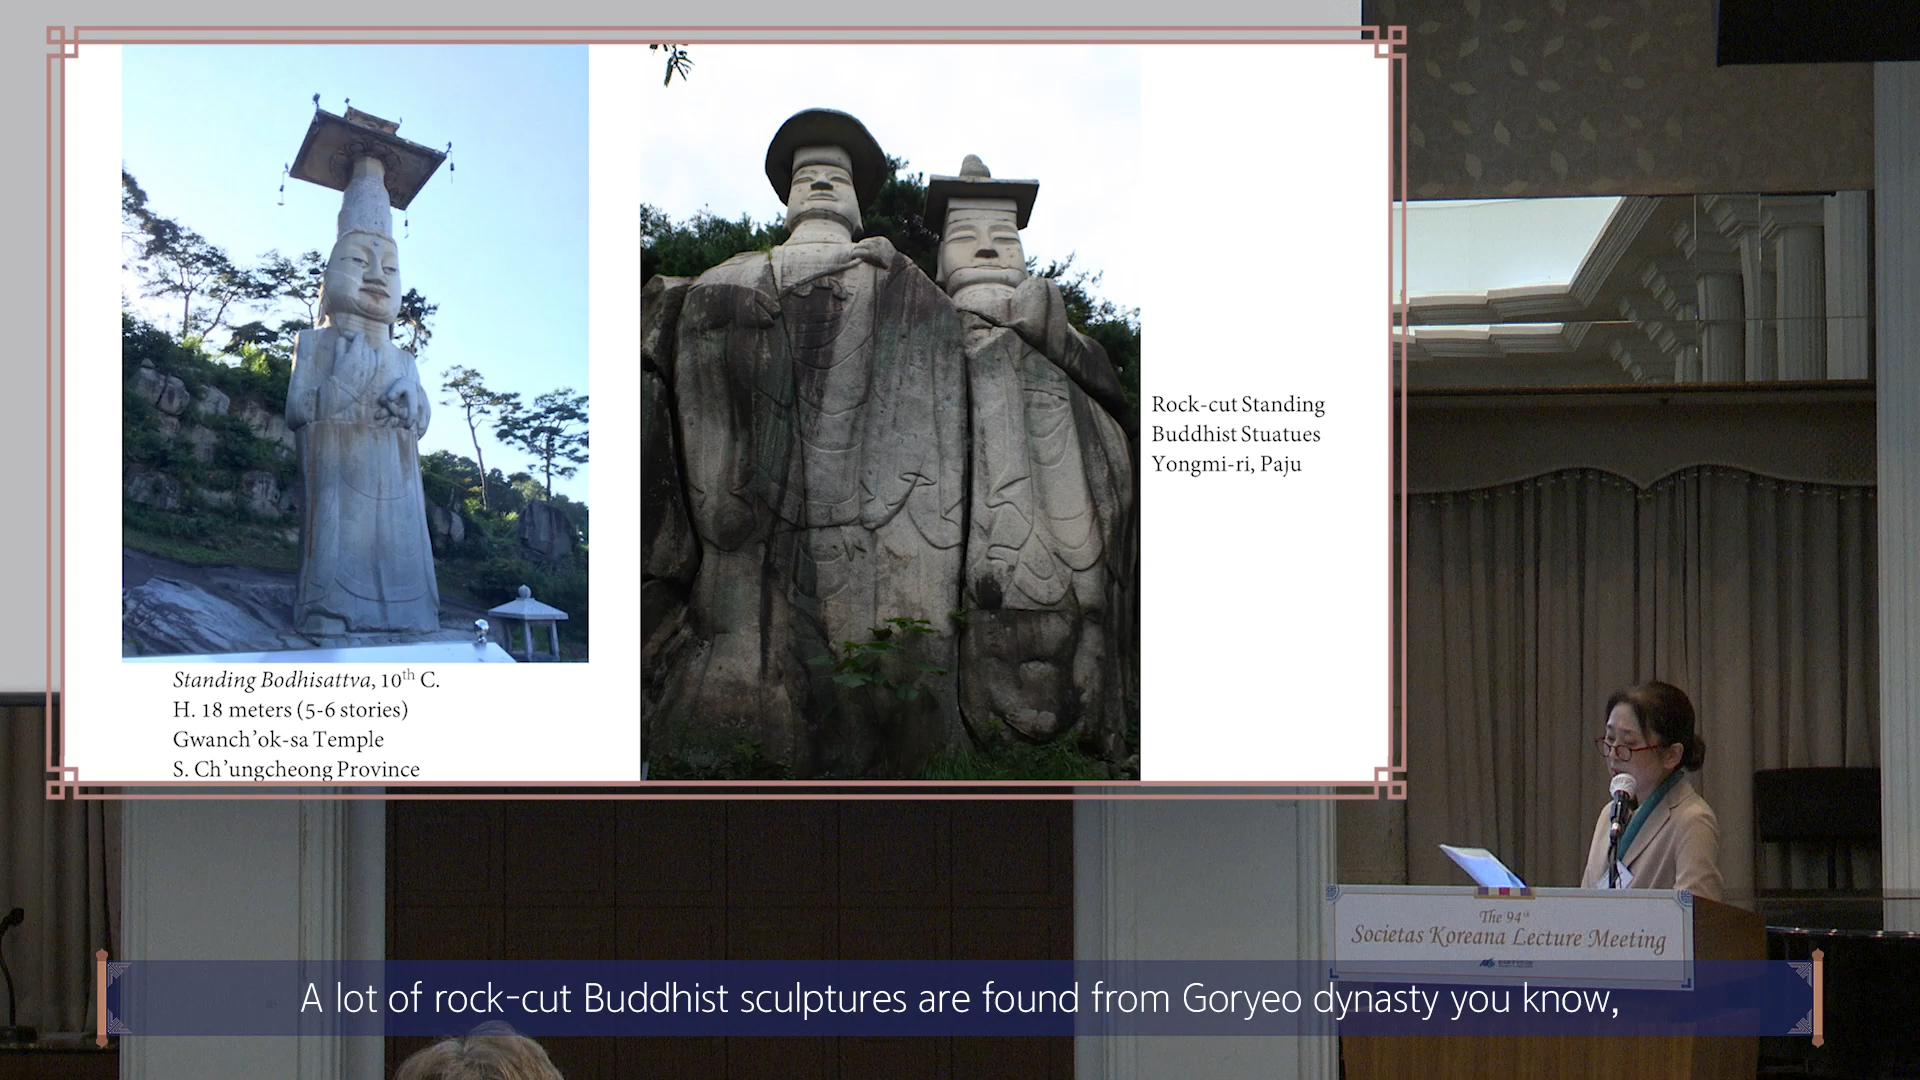 Standing Bodhisattva, 10th C.
H. 18 meters (5-6 stories)
Gwanch’ok-sa Temple
S. Ch’ungcheong Province
Rock-cut Standing
Buddhist Stuatues
Yongmi-ri, Paju
The 94th
Societas Koreana Lecture Meeting
A lot of rock-cut Buddhist sculptures are found from Goryeo dynasty you know,